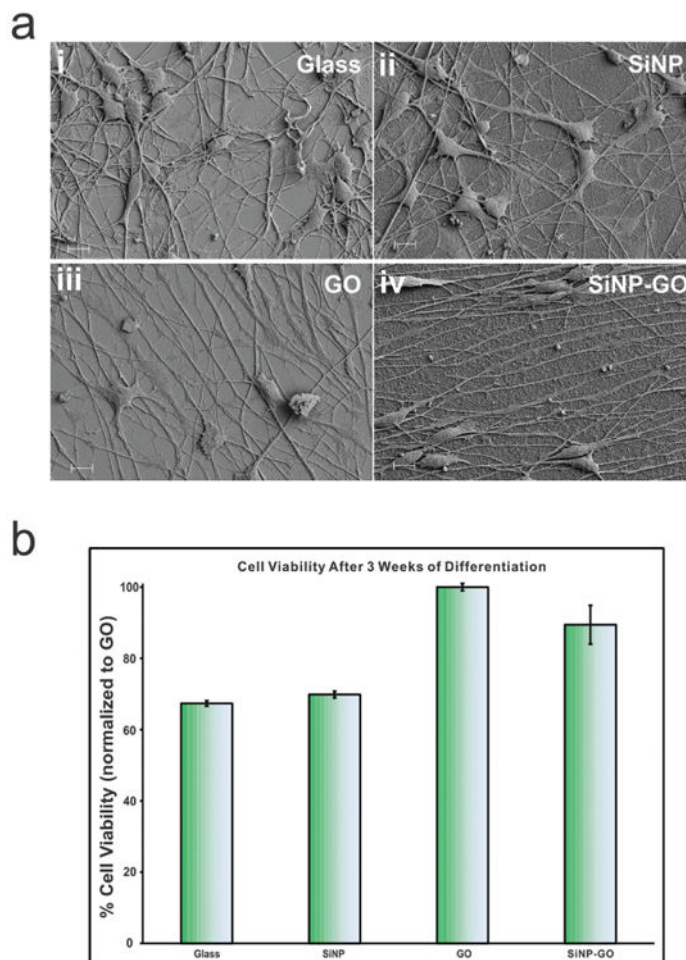 a
i
Glass
ii
SiNP
iii
GO
iv
SiNP-GO
b
Cell Viability After 3 Weeks of Differentiation
% Cell Viability (normalized to GO)
100
80
60
40
20
0
Glass
SiNP
GO
SiNP-GO